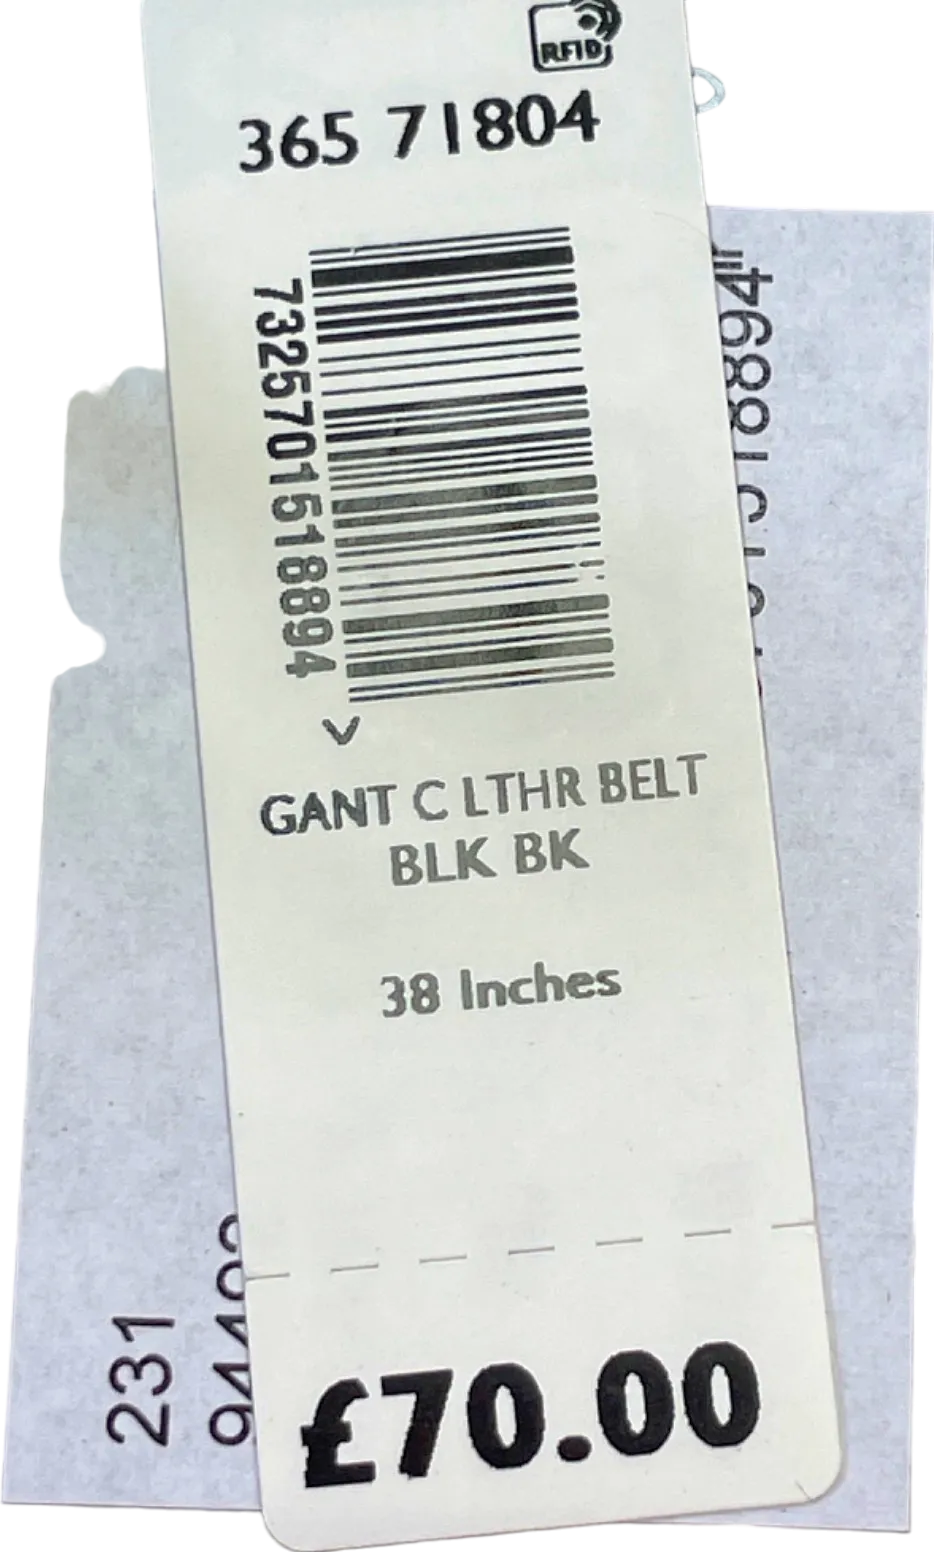 RFID
365 71804
7325701518894
>
GANT C LTHR BELT
BLK BK
38 Inches
£70.00
231